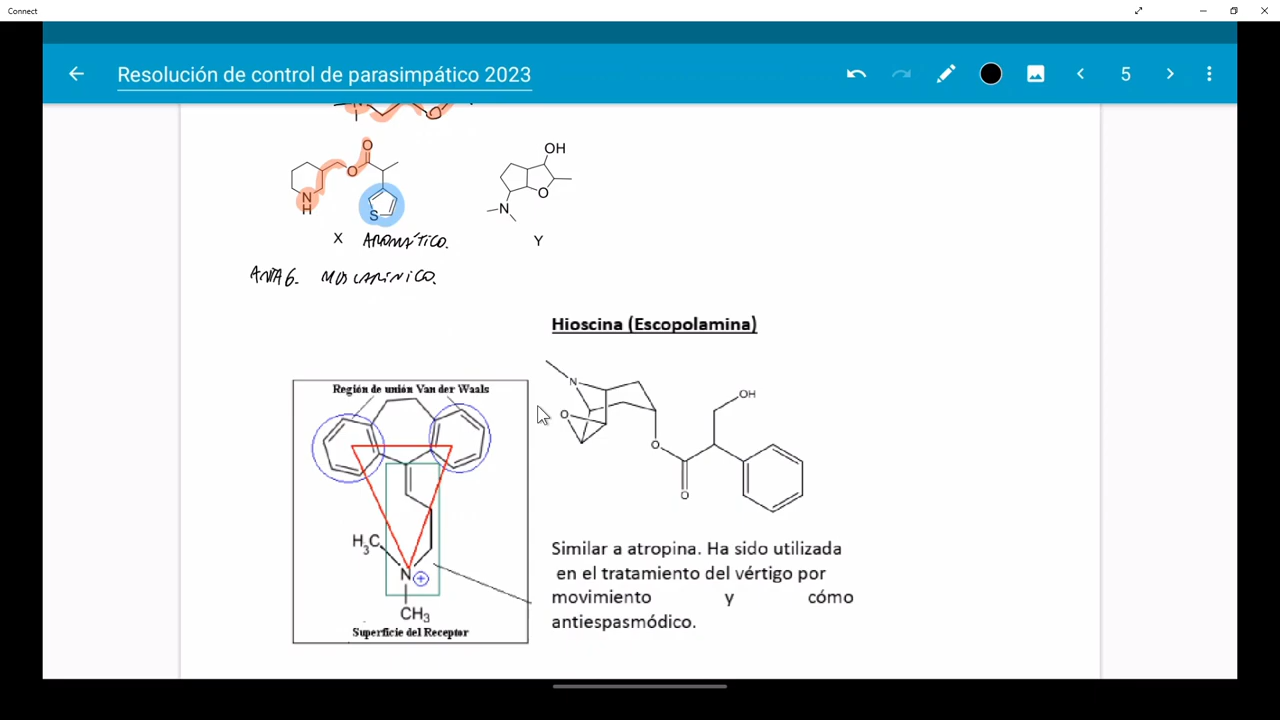 Connect
Resolución de control de parasimpático 2023
5
O
O
N
H
S
OH
O
N
X
AROMÁTICO.
Y
ANTAG. MUSCARÍNICO.
Hioscina (Escopolamina)
Región de unión Van der Waals
H3C
N
+
CH3
Superficie del Receptor
N
O
OH
O
O
Similar a atropina. Ha sido utilizada
en el tratamiento del vértigo por
movimiento y cómo
antiespasmódico.